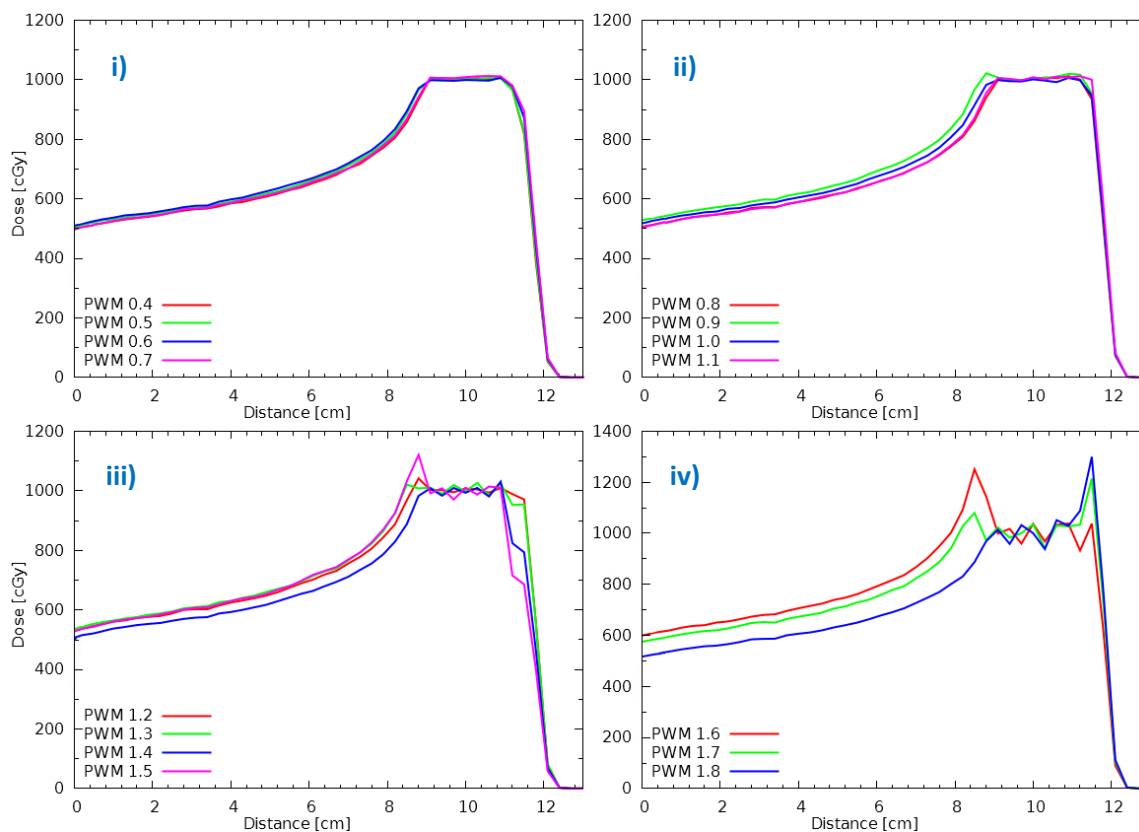 i)
Dose [cGy]
1200
1000
800
600
400
200
0
PWM 0.4
PWM 0.5
PWM 0.6
PWM 0.7
0 2 4 6 8 10 12
Distance [cm]
ii)
1200
1000
800
600
400
200
0
PWM 0.8
PWM 0.9
PWM 1.0
PWM 1.1
0 2 4 6 8 10 12
Distance [cm]
iii)
Dose [cGy]
1200
1000
800
600
400
200
0
PWM 1.2
PWM 1.3
PWM 1.4
PWM 1.5
0 2 4 6 8 10 12
Distance [cm]
iv)
1400
1200
1000
800
600
400
200
0
PWM 1.6
PWM 1.7
PWM 1.8
0 2 4 6 8 10 12
Distance [cm]